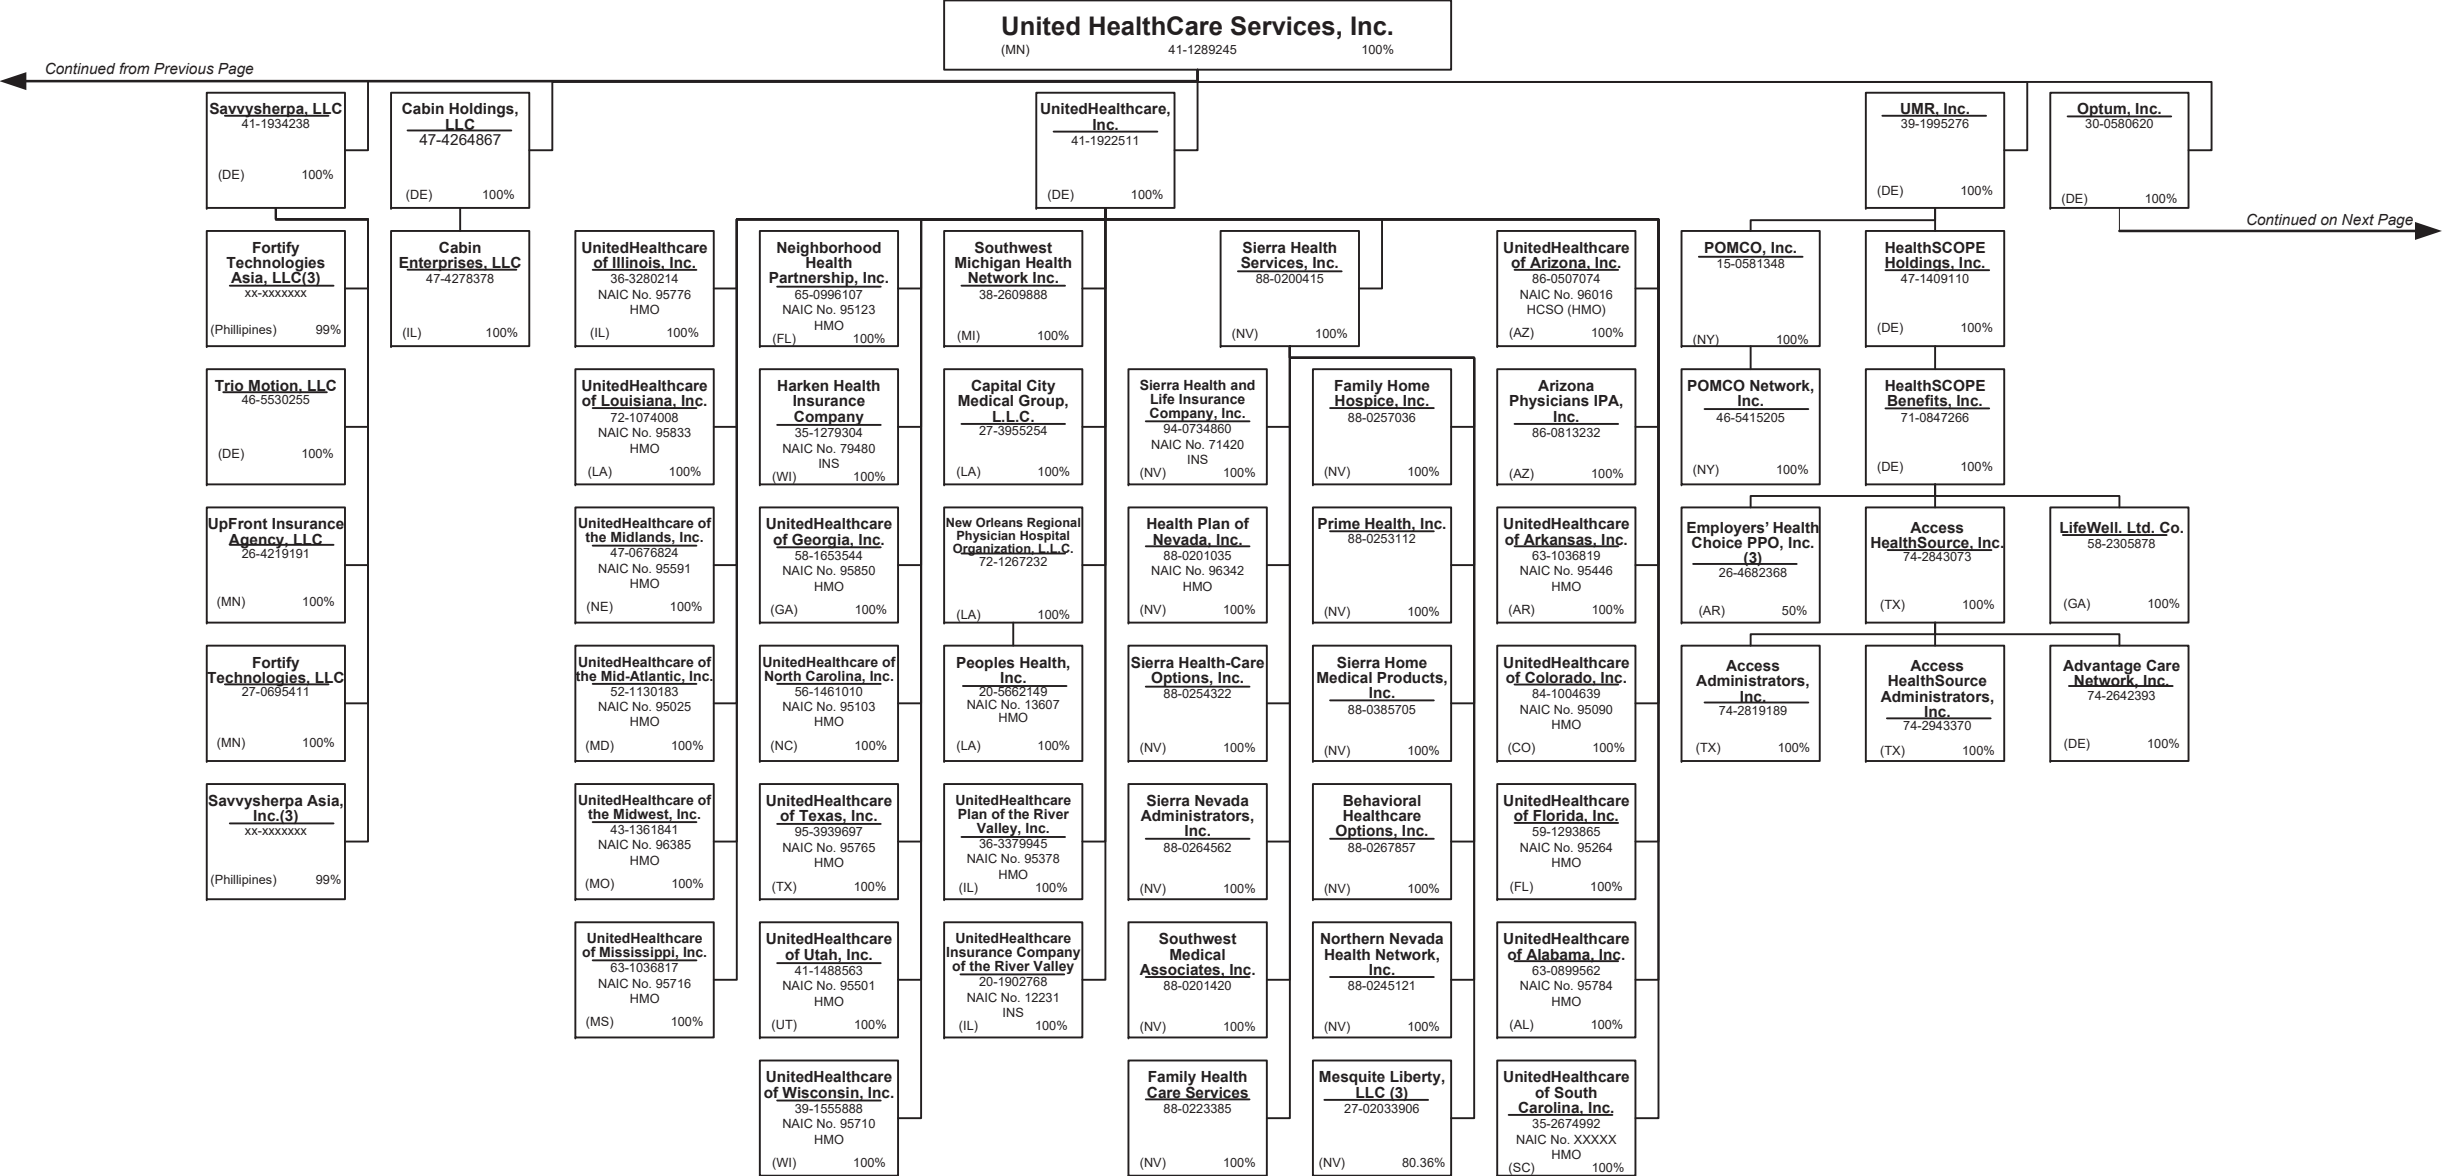 United HealthCare Services, Inc.
(MN) 41-1289245 100%
Continued from Previous Page
Savvysherpa, LLC
41-1934238
(DE) 100%
Cabin Holdings,
LLC
47-4264867
(DE) 100%
UnitedHealthcare,
Inc.
41-1922511
(DE) 100%
UMR, Inc.
39-1995276
(DE) 100%
Optum, Inc.
30-0580620
(DE) 100%
Continued on Next Page
Fortify
Technologies
Asia, LLC(3)
xx-xxxxxxx
(Phillipines) 99%
Cabin
Enterprises, LLC
47-4278378
(IL) 100%
UnitedHealthcare
of Illinois, Inc.
36-3280214
NAIC No. 95776
HMO
(IL) 100%
Neighborhood
Health
Partnership, Inc.
65-0996107
NAIC No. 95123
HMO
(FL) 100%
Southwest
Michigan Health
Network Inc.
38-2609888
(MI) 100%
Sierra Health
Services, Inc.
88-0200415
(NV) 100%
UnitedHealthcare
of Arizona, Inc.
86-0507074
NAIC No. 96016
HCSO (HMO)
(AZ) 100%
POMCO, Inc.
15-0581348
(NY) 100%
HealthSCOPE
Holdings, Inc.
47-1409110
(DE) 100%
Trio Motion, LLC
46-5530255
(DE) 100%
UnitedHealthcare
of Louisiana, Inc.
72-1074008
NAIC No. 95833
HMO
(LA) 100%
Harken Health
Insurance
Company
35-1279304
NAIC No. 79480
INS
(WI) 100%
Capital City
Medical Group,
L.L.C.
27-3955254
(LA) 100%
Sierra Health and
Life Insurance
Company, Inc.
94-0734860
NAIC No. 71420
INS
(NV) 100%
Family Home
Hospice, Inc.
88-0257036
(NV) 100%
Arizona
Physicians IPA,
Inc.
86-0813232
(AZ) 100%
POMCO Network,
Inc.
46-5415205
(NY) 100%
HealthSCOPE
Benefits, Inc.
71-0847266
(DE) 100%
UpFront Insurance
Agency, LLC
26-4219191
(MN) 100%
UnitedHealthcare of
the Midlands, Inc.
47-0676824
NAIC No. 95591
HMO
(NE) 100%
UnitedHealthcare
of Georgia, Inc.
58-1653544
NAIC No. 95850
HMO
(GA) 100%
New Orleans Regional
Physician Hospital
Organization, L.L.C.
72-1267232
(LA) 100%
Health Plan of
Nevada, Inc.
88-0201035
NAIC No. 96342
HMO
(NV) 100%
Prime Health, Inc.
88-0253112
(NV) 100%
UnitedHealthcare
of Arkansas, Inc.
63-1036819
NAIC No. 95446
HMO
(AR) 100%
Employers’ Health
Choice PPO, Inc.
(3)
26-4682368
(AR) 50%
Access
HealthSource, Inc.
74-2843073
(TX) 100%
LifeWell. Ltd. Co.
58-2305878
(GA) 100%
Fortify
Technologies, LLC
27-0695411
(MN) 100%
UnitedHealthcare of
the Mid-Atlantic, Inc.
52-1130183
NAIC No. 95025
HMO
(MD) 100%
UnitedHealthcare of
North Carolina, Inc.
56-1461010
NAIC No. 95103
HMO
(NC) 100%
Peoples Health,
Inc.
20-5662149
NAIC No. 13607
HMO
(LA) 100%
Sierra Health-Care
Options, Inc.
88-0254322
(NV) 100%
Sierra Home
Medical Products,
Inc.
88-0385705
(NV) 100%
UnitedHealthcare
of Colorado, Inc.
84-1004639
NAIC No. 95090
HMO
(CO) 100%
Access
Administrators,
Inc.
74-2819189
(TX) 100%
Access
HealthSource
Administrators,
Inc.
74-2943370
(TX) 100%
Advantage Care
Network, Inc.
74-2642393
(DE) 100%
Savvysherpa Asia,
Inc.(3)
xx-xxxxxxx
(Phillipines) 99%
UnitedHealthcare of
the Midwest, Inc.
43-1361841
NAIC No. 96385
HMO
(MO) 100%
UnitedHealthcare
of Texas, Inc.
95-3939697
NAIC No. 95765
HMO
(TX) 100%
UnitedHealthcare
Plan of the River
Valley, Inc.
36-3379945
NAIC No. 95378
HMO
(IL) 100%
Sierra Nevada
Administrators,
Inc.
88-0264562
(NV) 100%
Behavioral
Healthcare
Options, Inc.
88-0267857
(NV) 100%
UnitedHealthcare
of Florida, Inc.
59-1293865
NAIC No. 95264
HMO
(FL) 100%
UnitedHealthcare
of Mississippi, Inc.
63-1036817
NAIC No. 95716
HMO
(MS) 100%
UnitedHealthcare
of Utah, Inc.
41-1488563
NAIC No. 95501
HMO
(UT) 100%
UnitedHealthcare
Insurance Company
of the River Valley
20-1902768
NAIC No. 12231
INS
(IL) 100%
Southwest
Medical
Associates, Inc.
88-0201420
(NV) 100%
Northern Nevada
Health Network,
Inc.
88-0245121
(NV) 100%
UnitedHealthcare
of Alabama, Inc.
63-0899562
NAIC No. 95784
HMO
(AL) 100%
UnitedHealthcare
of Wisconsin, Inc.
39-1555888
NAIC No. 95710
HMO
(WI) 100%
Family Health
Care Services
88-0223385
(NV) 100%
Mesquite Liberty,
LLC (3)
27-02033906
(NV) 80.36%
UnitedHealthcare
of South
Carolina, Inc.
35-2674992
NAIC No. XXXXX
HMO
(SC) 100%